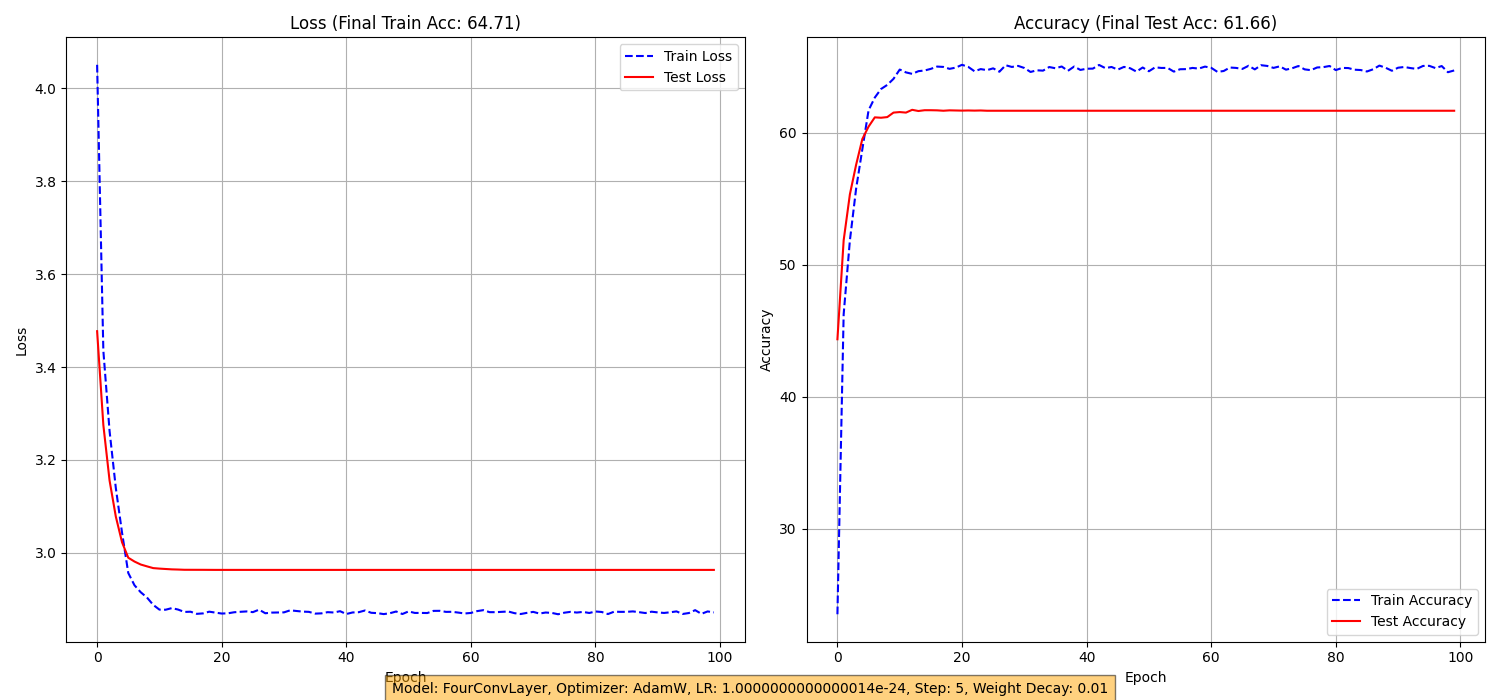 Loss (Final Train Acc: 64.71)
Train Loss
Test Loss
4.0
3.8
3.6
3.4
3.2
3.0
Loss
0 20 40 60 80 100
Epoch
Accuracy (Final Test Acc: 61.66)
60
50
40
30
Accuracy
Train Accuracy
Test Accuracy
0 20 40 60 80 100
Epoch
Model: FourConvLayer, Optimizer: AdamW, LR: 1.0000000000000014e-24, Step: 5, Weight Decay: 0.01